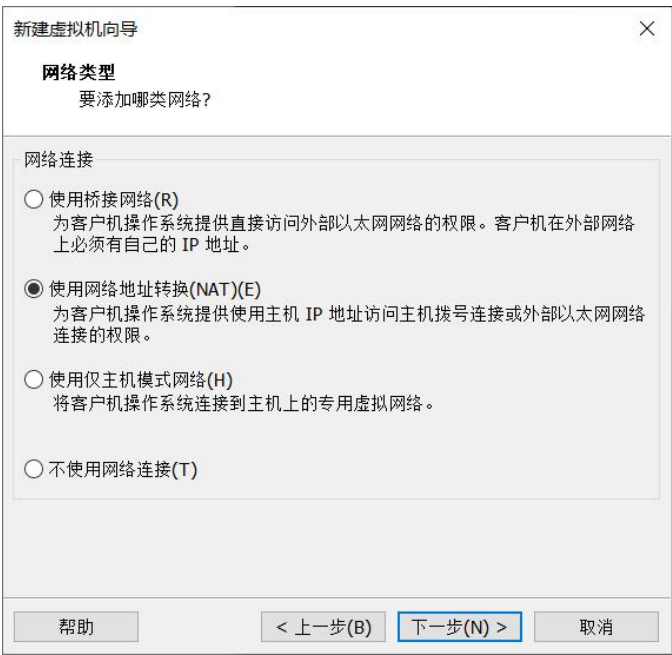 新建虚拟机向导
网络类型
要添加哪类网络?
网络连接
使用桥接网络(R)
为客户机操作系统提供直接访问外部以太网网络的权限。客户机在外部网络
上必须有自己的 IP 地址。
使用网络地址转换(NAT)(E)
为客户机操作系统提供使用主机 IP 地址访问主机拨号连接或外部以太网网络
连接的权限。
使用仅主机模式网络(H)
将客户机操作系统连接到主机上的专用虚拟网络。
不使用网络连接(T)
帮助 < 上一步(B) 下一步(N) > 取消